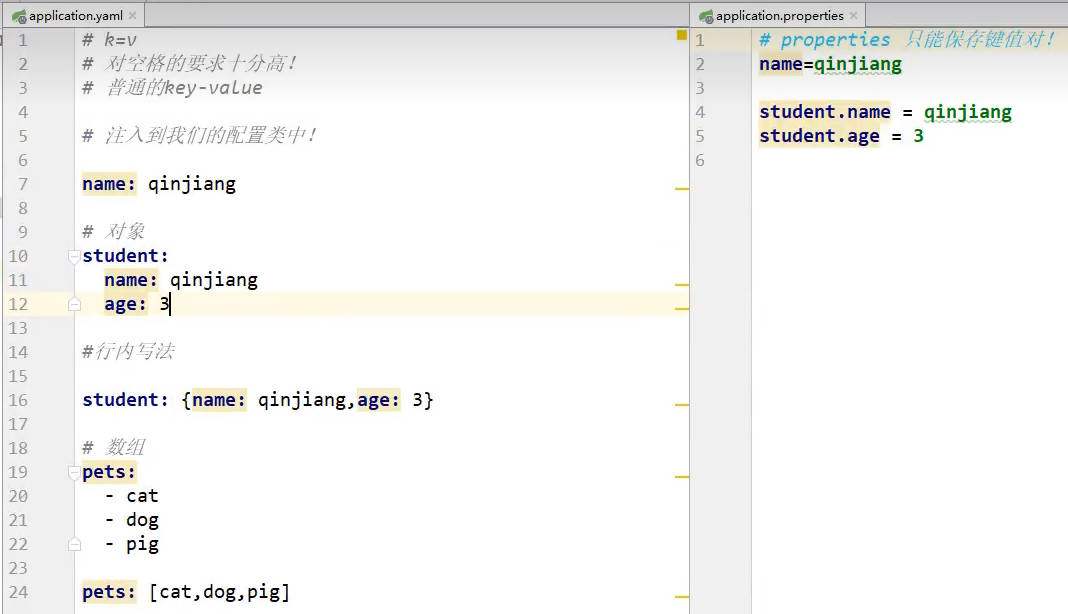 application.yaml
# k=v
# 对空格的要求十分高!
# 普通的key-value
# 注入到我们的配置类中!
name: qinjiang
# 对象
student:
name: qinjiang
age: 3
#行内写法
student: {name: qinjiang,age: 3}
# 数组
pets:
- cat
- dog
- pig
pets: [cat,dog,pig]
1
2
3
4
5
6
7
8
9
10
11
12
13
14
15
16
17
18
19
20
21
22
23
24
application.properties
# properties 只能保存键值对!
name=qinjiang
student.name = qinjiang
student.age = 3
1
2
3
4
5
6